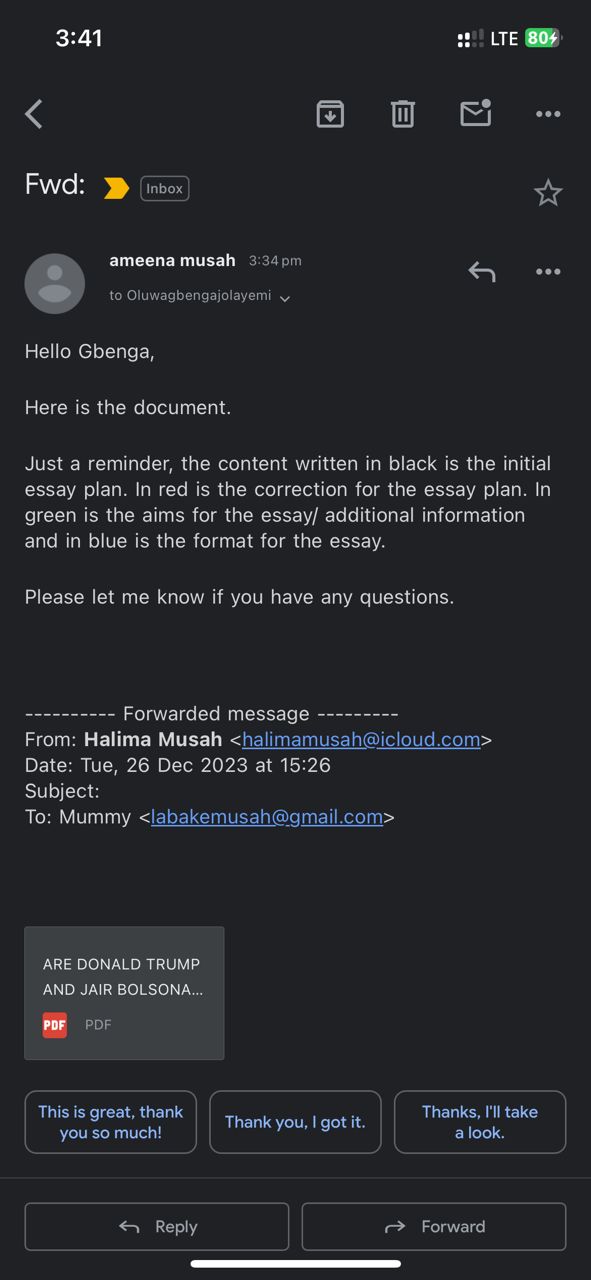 3:41 LTE 80
Fwd: Inbox
ameena musah 3:34 pm
to Oluwagbengajolayemi
Hello Gbenga,
Here is the document.
Just a reminder, the content written in black is the initial
essay plan. In red is the correction for the essay plan. In
green is the aims for the essay/ additional information
and in blue is the format for the essay.
Please let me know if you have any questions.
---------- Forwarded message ---------
From: Halima Musah <halimamusah@icloud.com>
Date: Tue, 26 Dec 2023 at 15:26
Subject:
To: Mummy <labakemusah@gmail.com>
ARE DONALD TRUMP
AND JAIR BOLSONA...
PDF PDF
This is great, thank
you so much!
Thank you, I got it.
Thanks, I'll take
a look.
Reply
Forward